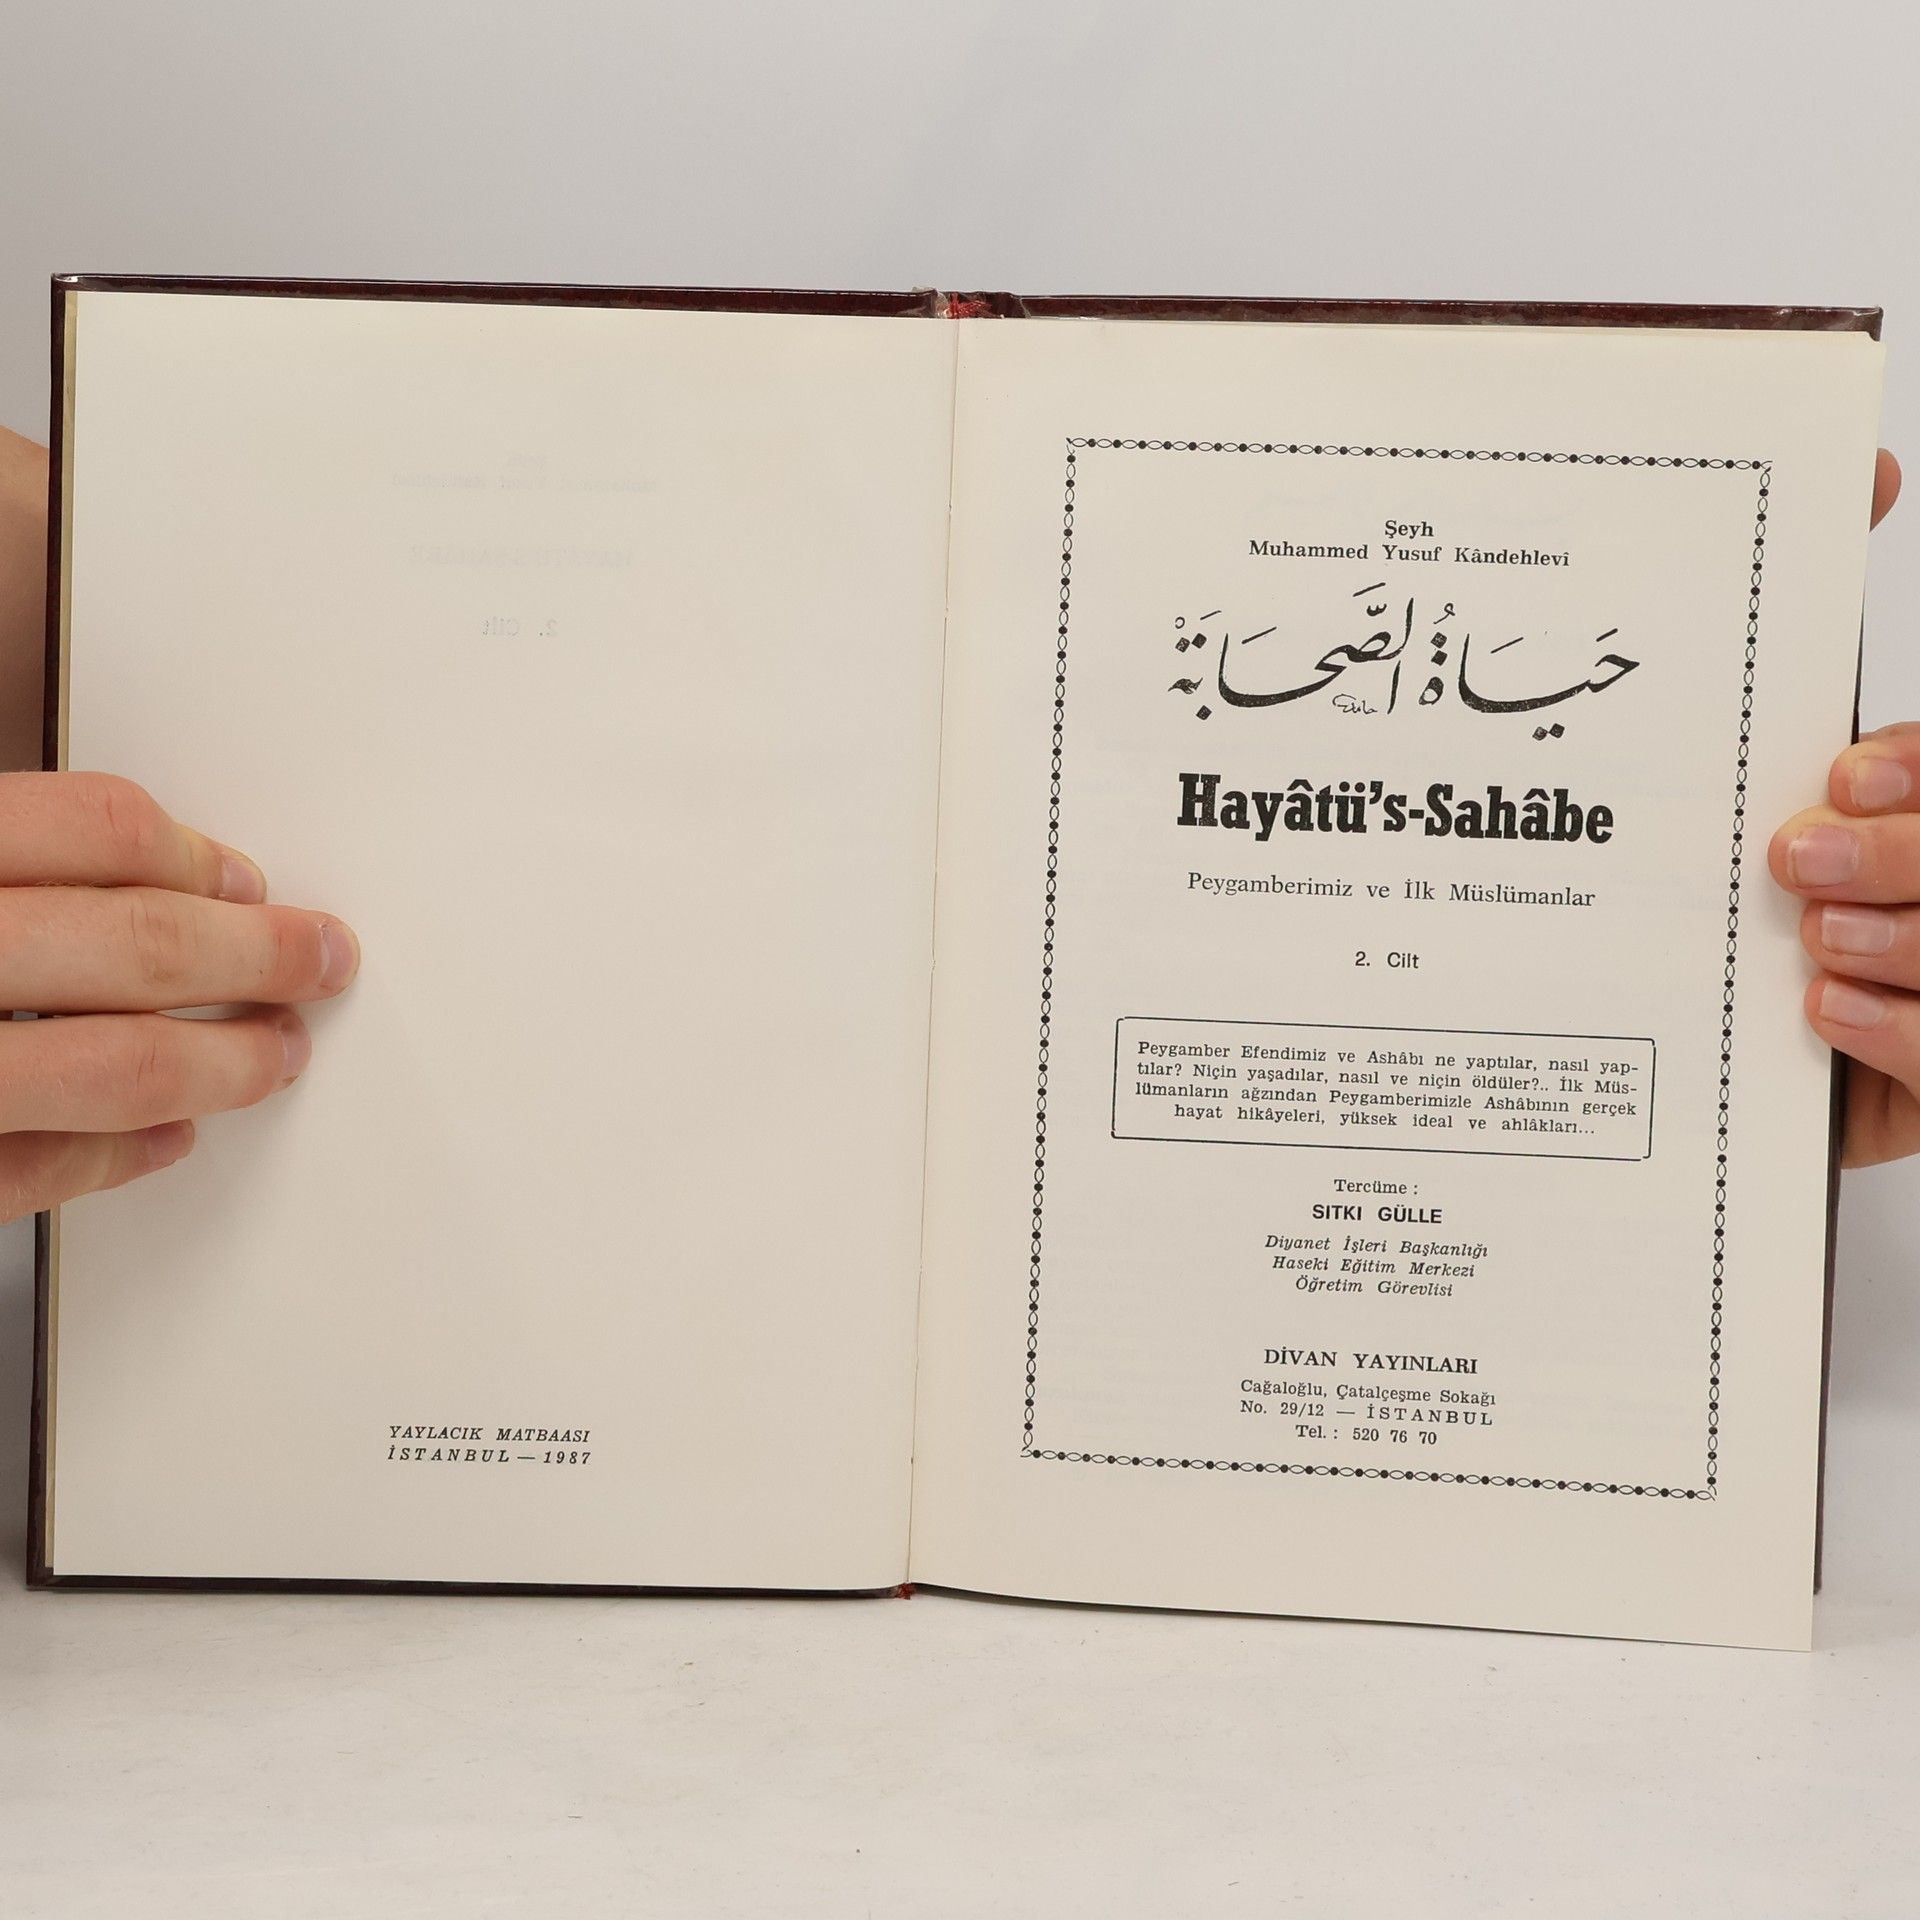 YAYLACIK MATBAASI
İSTANBUL — 1987
Şeyh
Muhammed Yusuf Kândehlevî
حَيَاةُ الصَّحَابَةْ
Hayâtü’s-Sahâbe
Peygamberimiz ve İlk Müslümanlar
2. Cilt
Peygamber Efendimiz ve Ashâbı ne yaptılar, nasıl yap-
tılar? Niçin yaşadılar, nasıl ve niçin öldüler?.. İlk Müs-
lümanların ağzından Peygamberimizle Ashâbının gerçek
hayat hikâyeleri, yüksek ideal ve ahlâkları...
Tercüme :
SITKI GÜLLE
Diyanet İşleri Başkanlığı
Haseki Eğitim Merkezi
Öğretim Görevlisi
DİVAN YAYINLARI
Cağaloğlu, Çatalçeşme Sokağı
No. 29/12 — İSTANBUL
Tel. : 520 76 70